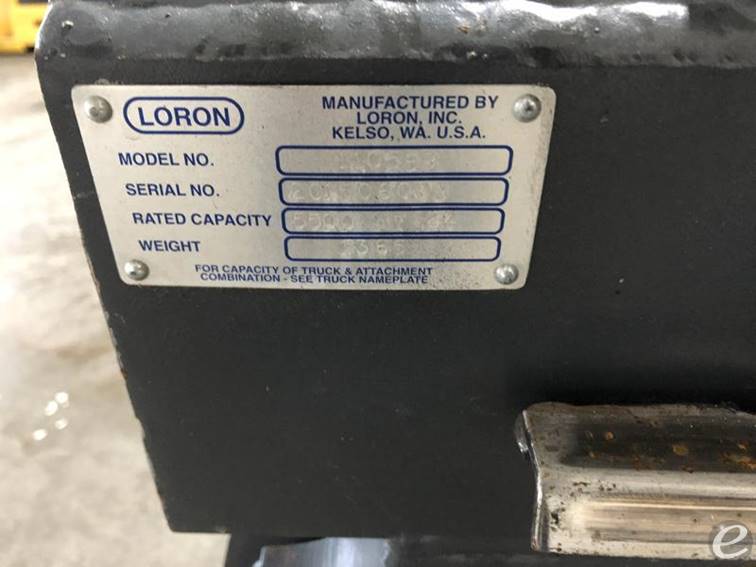 LORON
MANUFACTURED BY
LORON, INC.
KELSO, WA. U.S.A.
MODEL NO.
SERIAL NO.
RATED CAPACITY 5500
WEIGHT
FOR CAPACITY OF TRUCK & ATTACHMENT
COMBINATION - SEE TRUCK NAMEPLATE
e